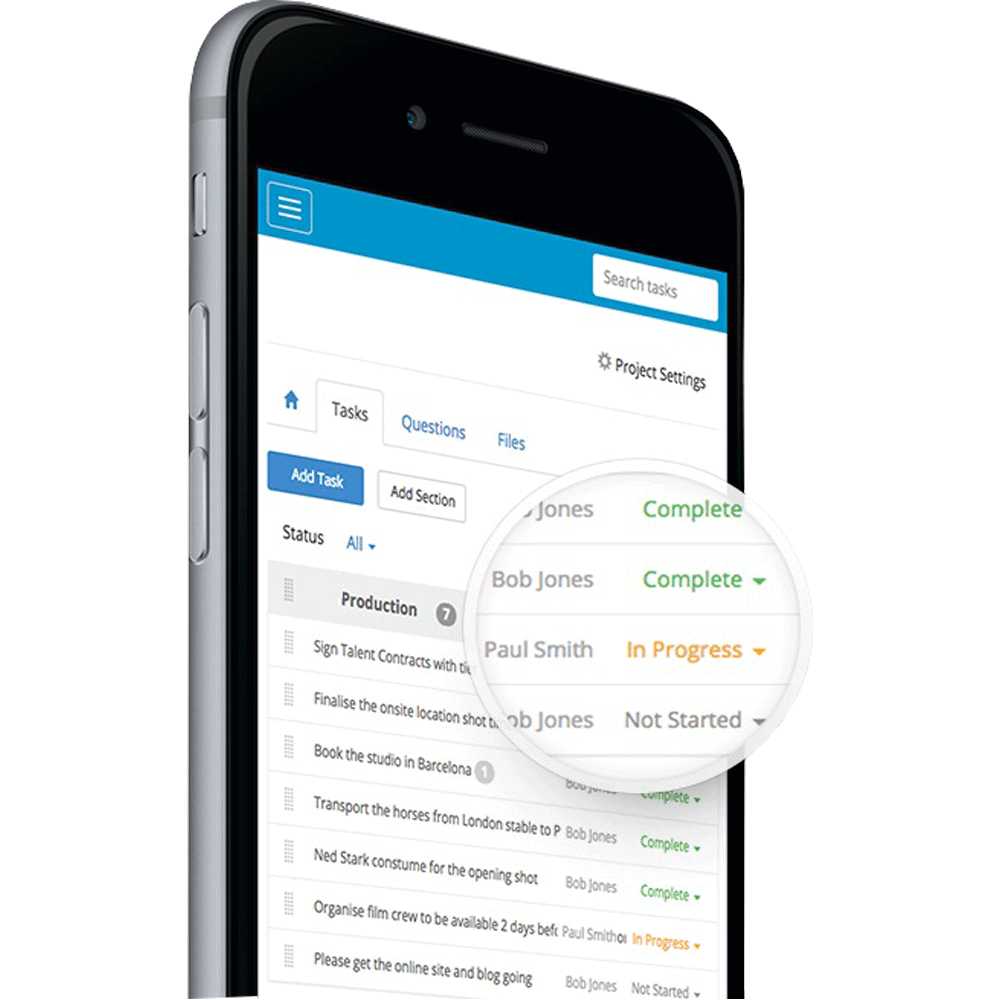 Search tasks
Project Settings
Tasks
Questions
Files
Add Task
Add Section
Jones Complete
Status All
Bob Jones Complete
Production 7
Paul Smith In Progress
Sign Talent Contracts with
Finalise the onsite location shot
Jones Not Started
Book the studio in Barcelona 1
Bob Jones Complete
Transport the horses from London stable to P Bob Jones Complete
Ned Stark constume for the opening shot Bob Jones Complete
Organise film crew to be available 2 days befo Paul Smith In Progress
Please get the online site and blog going Bob Jones Not Started